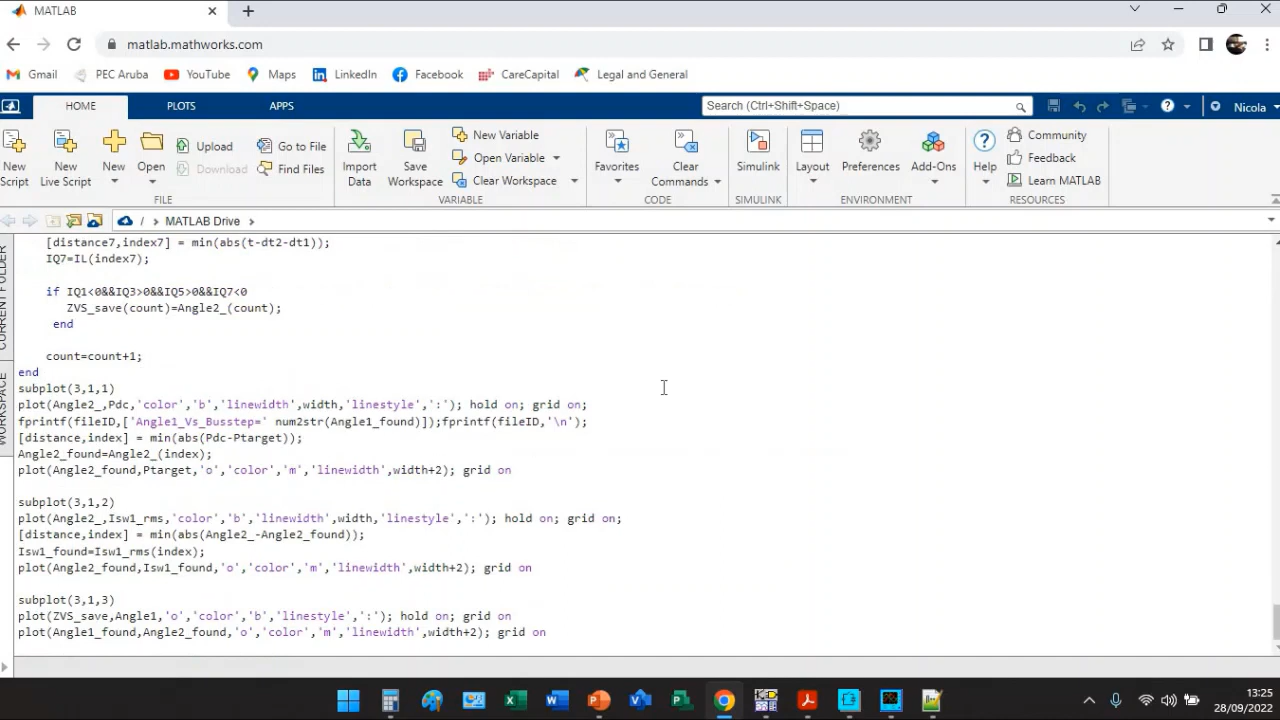 MATLAB
matlab.mathworks.com
Gmail PEC Aruba YouTube Maps LinkedIn Facebook CareCapital Legal and General
HOME PLOTS APPS Search (Ctrl+Shift+Space) Nicola
New Script
New Live Script
New
Open
Upload
Download
Go to File
Find Files
FILE
Import Data
Save Workspace
New Variable
Open Variable
Clear Workspace
VARIABLE
Favorites
Clear Commands
CODE
Simulink
SIMULINK
Layout
Preferences
Add-Ons
ENVIRONMENT
Help
Community
Feedback
Learn MATLAB
RESOURCES
/ MATLAB Drive
CURRENT FOLDER
WORKSPACE
[distance7,index7] = min(abs(t-dt2-dt1));
IQ7=IL(index7);
if IQ1<0&&IQ3>0&&IQ5>0&&IQ7<0
ZVS_save(count)=Angle2_(count);
end
count=count+1;
end
subplot(3,1,1)
plot(Angle2_,Pdc,'color','b','linewidth',width,'linestyle',':'); hold on; grid on;
fprintf(fileID,['Angle1_Vs_Busstep=' num2str(Angle1_found)]);fprintf(fileID,'\n');
[distance,index] = min(abs(Pdc-Ptarget));
Angle2_found=Angle2_(index);
plot(Angle2_found,Ptarget,'o','color','m','linewidth',width+2); grid on
subplot(3,1,2)
plot(Angle2_,Isw1_rms,'color','b','linewidth',width,'linestyle',':'); hold on; grid on;
[distance,index] = min(abs(Angle2_-Angle2_found));
Isw1_found=Isw1_rms(index);
plot(Angle2_found,Isw1_found,'o','color','m','linewidth',width+2); grid on
subplot(3,1,3)
plot(ZVS_save,Angle1,'o','color','b','linestyle',':'); hold on; grid on
plot(Angle1_found,Angle2_found,'o','color','m','linewidth',width+2); grid on
13:25
28/09/2022